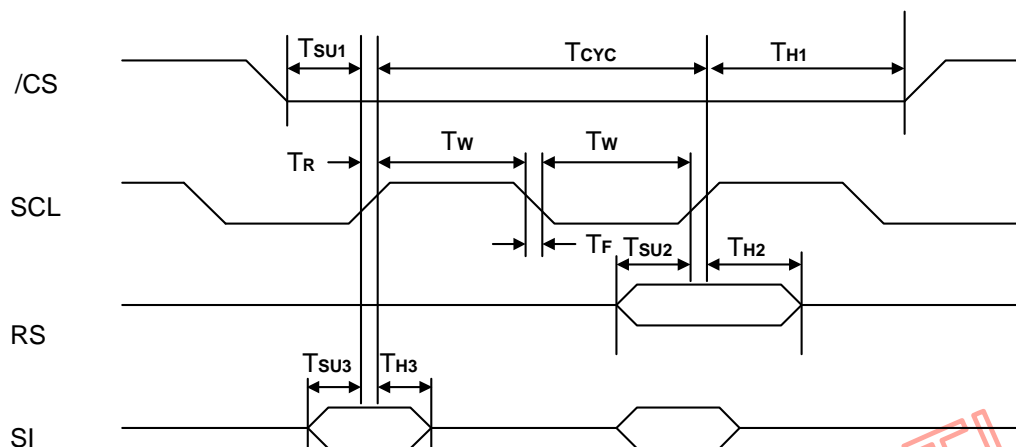 TSU1 TCYC TH1
/CS
TW TW
TR
SCL
TF TSU2 TH2
RS
TSU3 TH3
SI